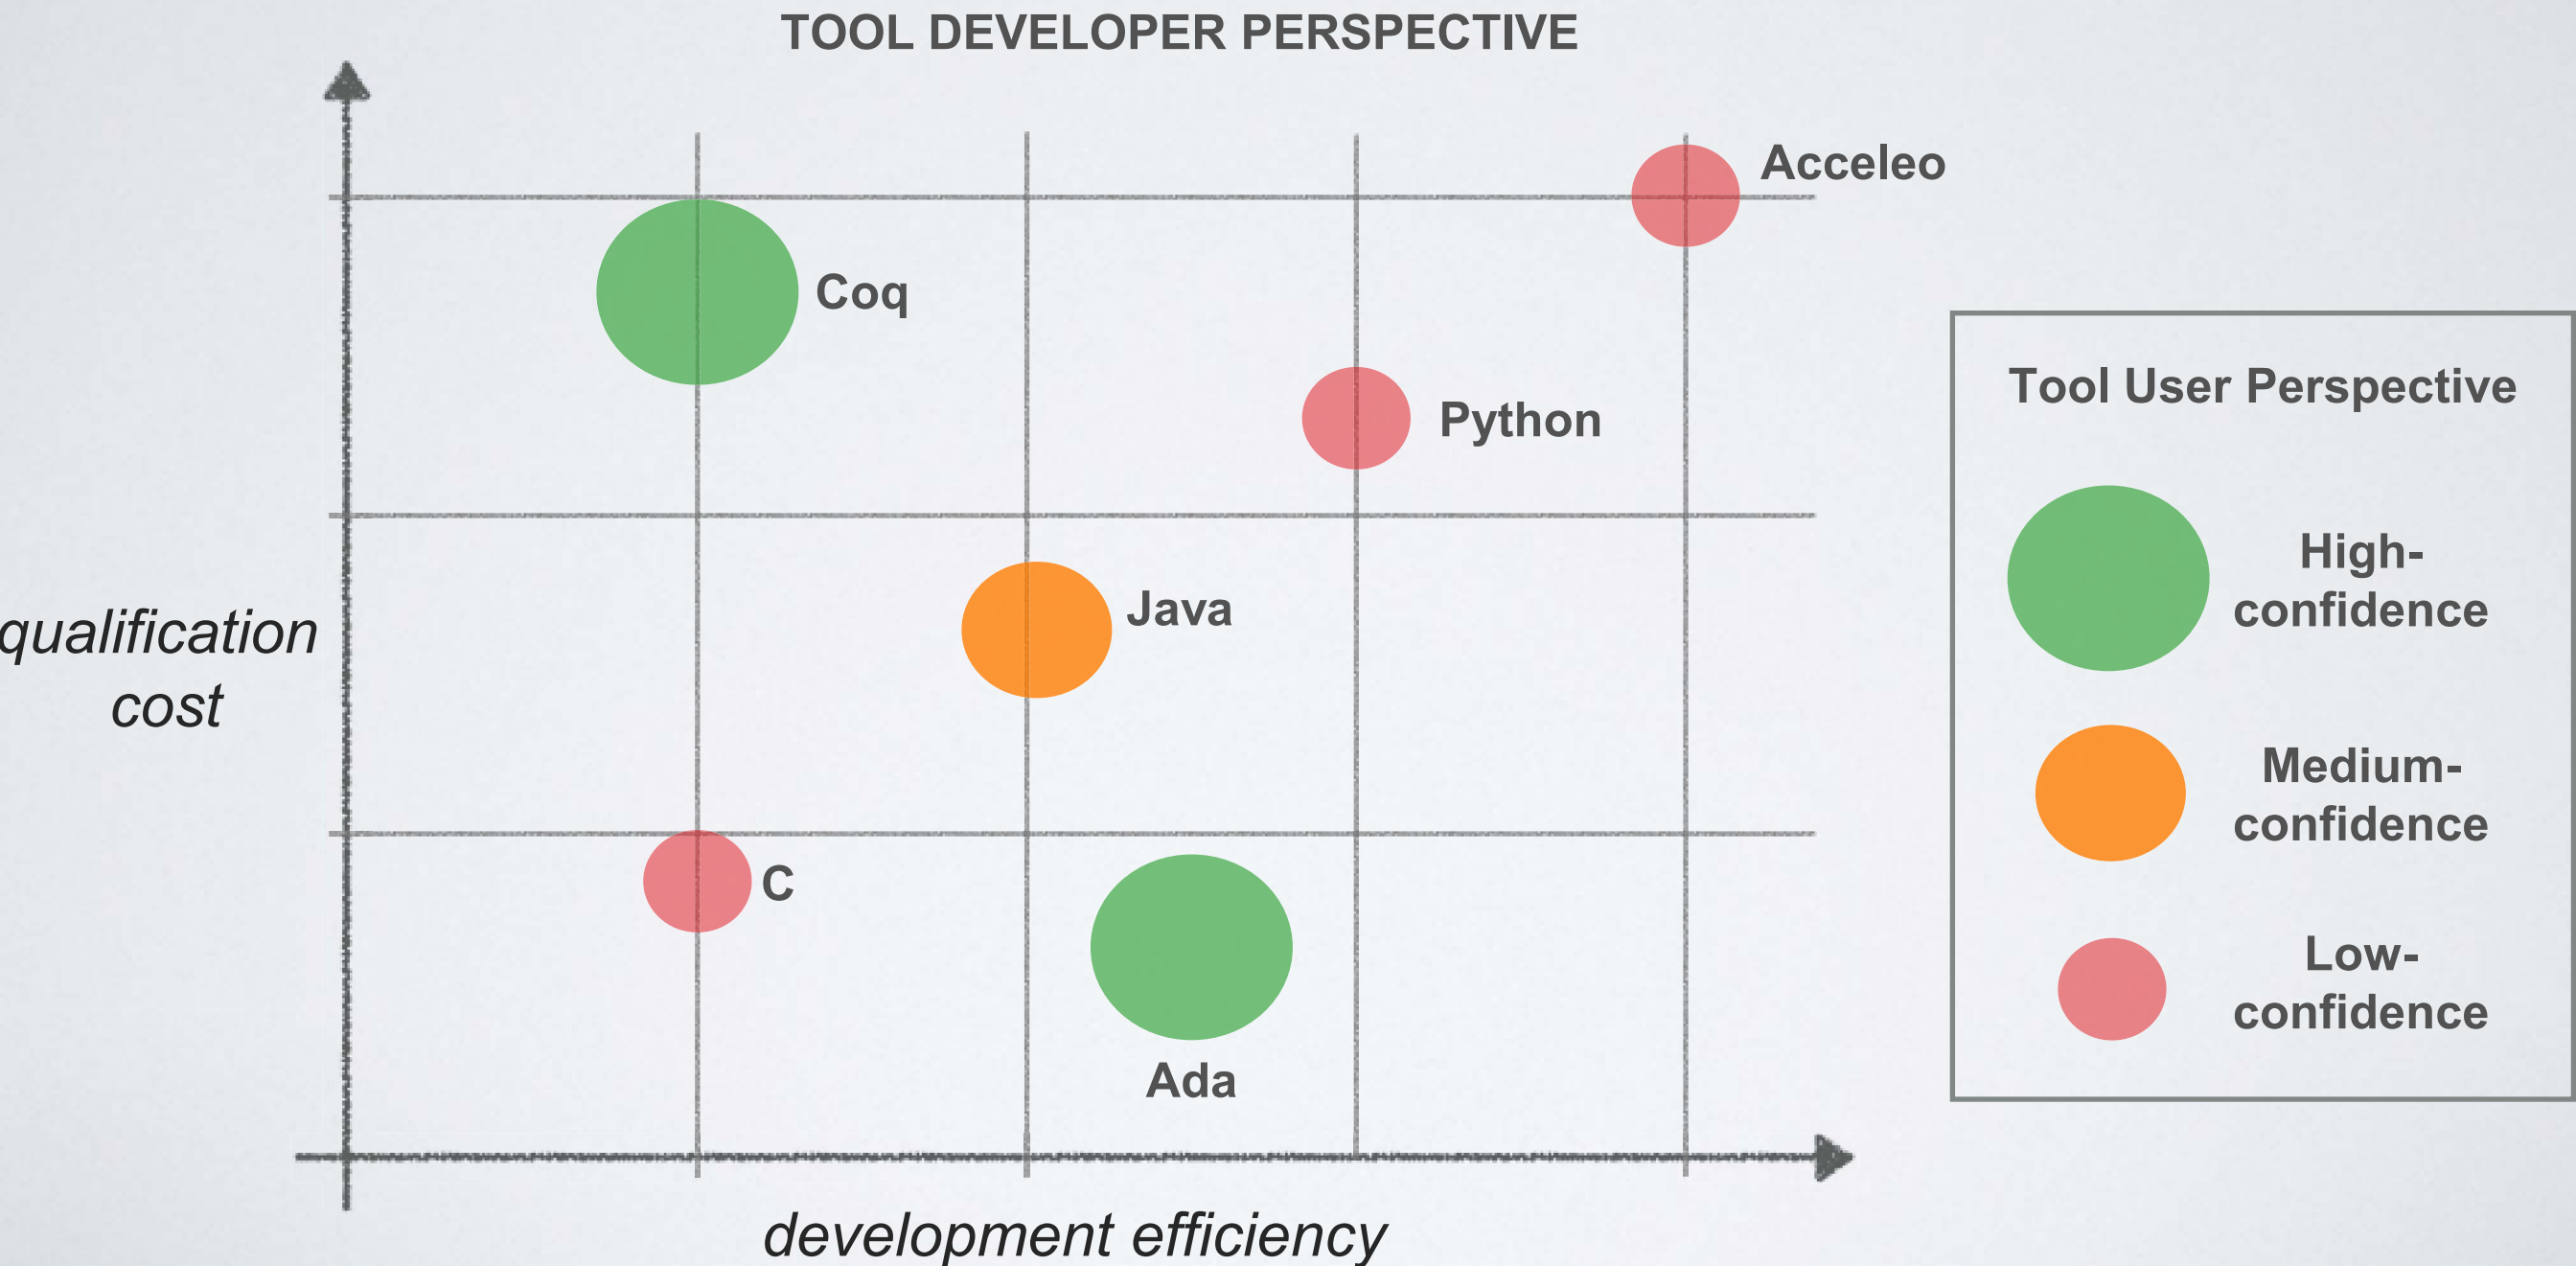 TOOL DEVELOPER PERSPECTIVE
Acceleo
Coq
Python
Java
C
Ada
qualification
cost
development efficiency
Tool User Perspective
High-
confidence
Medium-
confidence
Low-
confidence